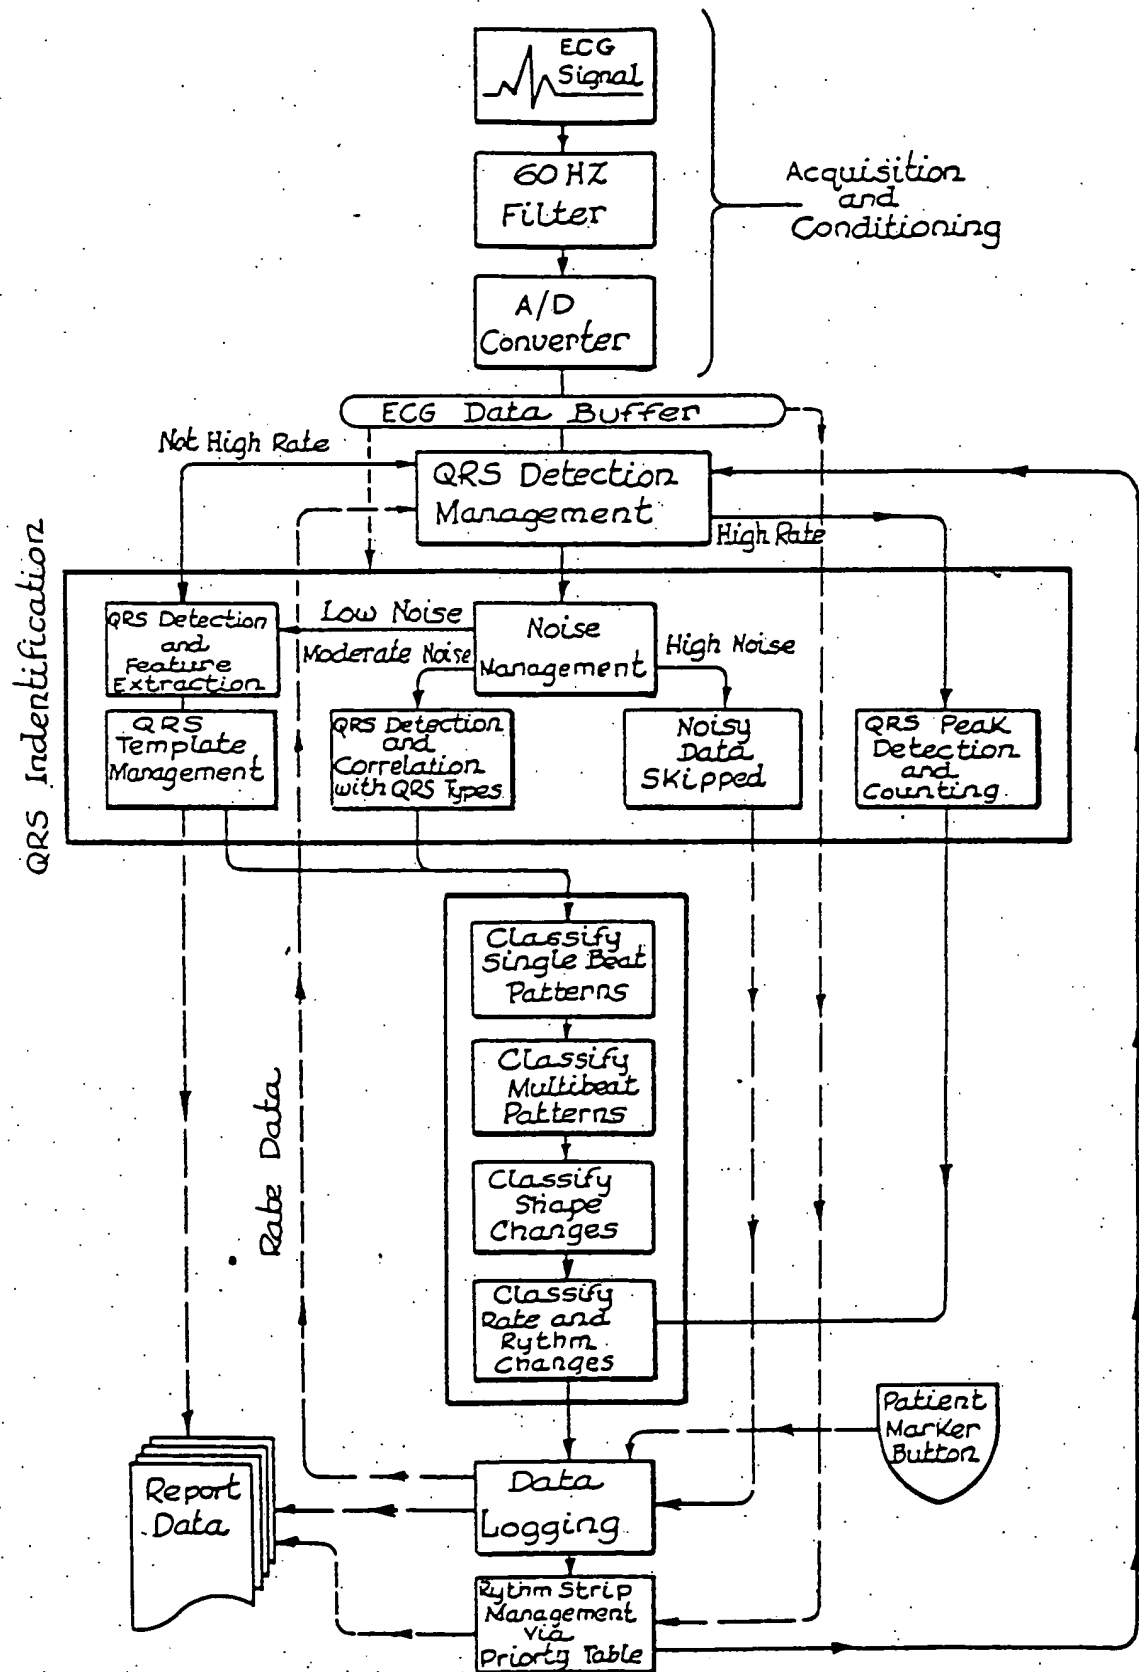 ECG
Signal
60 HZ
Filter
A/D
Converter
Acquisition
and
Conditioning
ECG Data Buffer
Not High Rate
QRS Detection
Management
High Rate
QRS Indentification
QRS Detection
and
Feature
Extraction
Low Noise
Moderate Noise
Noise
Management
High Noise
QRS
Template
Management
QRS Detection
and
Correlation
with QRS Types
Noisy
Data
Skipped
QRS Peak
Detection
and
Counting
Classify
Single Beat
Patterns
Classify
Multibeat
Patterns
Rate Data
Classify
Shape
Changes
Classify
Rate and
Rythm
Changes
Patient
Marker
Button
Report
Data
Data
Logging
Rythm Strip
Management
Via
Priorty Table